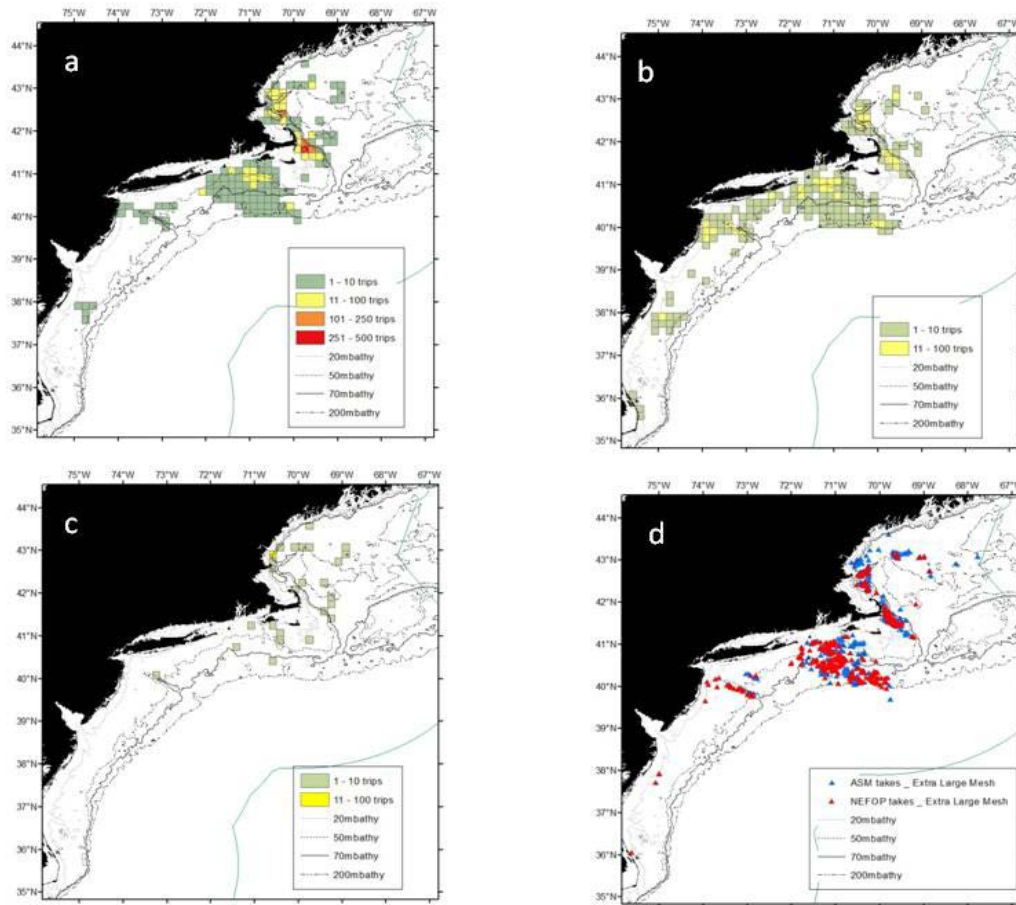 75°W 74°W 73°W 72°W 71°W 70°W 69°W 68°W 67°W
44°N
43°N
42°N
41°N
40°N
39°N
38°N
37°N
36°N
35°N
a
1 - 10 trips
11 - 100 trips
101 - 250 trips
251 - 500 trips
20mbathy
50mbathy
70mbathy
200mbathy
75°W 74°W 73°W 72°W 71°W 70°W 69°W 68°W 67°W
44°N
43°N
42°N
41°N
40°N
39°N
38°N
37°N
36°N
35°N
b
1 - 10 trips
11 - 100 trips
20mbathy
50mbathy
70mbathy
200mbathy
75°W 74°W 73°W 72°W 71°W 70°W 69°W 68°W 67°W
44°N
43°N
42°N
41°N
40°N
39°N
38°N
37°N
36°N
35°N
c
1 - 10 trips
11 - 100 trips
20mbathy
50mbathy
70mbathy
200mbathy
75°W 74°W 73°W 72°W 71°W 70°W 69°W 68°W 67°W
44°N
43°N
42°N
41°N
40°N
39°N
38°N
37°N
36°N
35°N
d
ASM takes _ Extra Large Mesh
NEFOP takes _ Extra Large Mesh
20mbathy
50mbathy
70mbathy
200mbathy